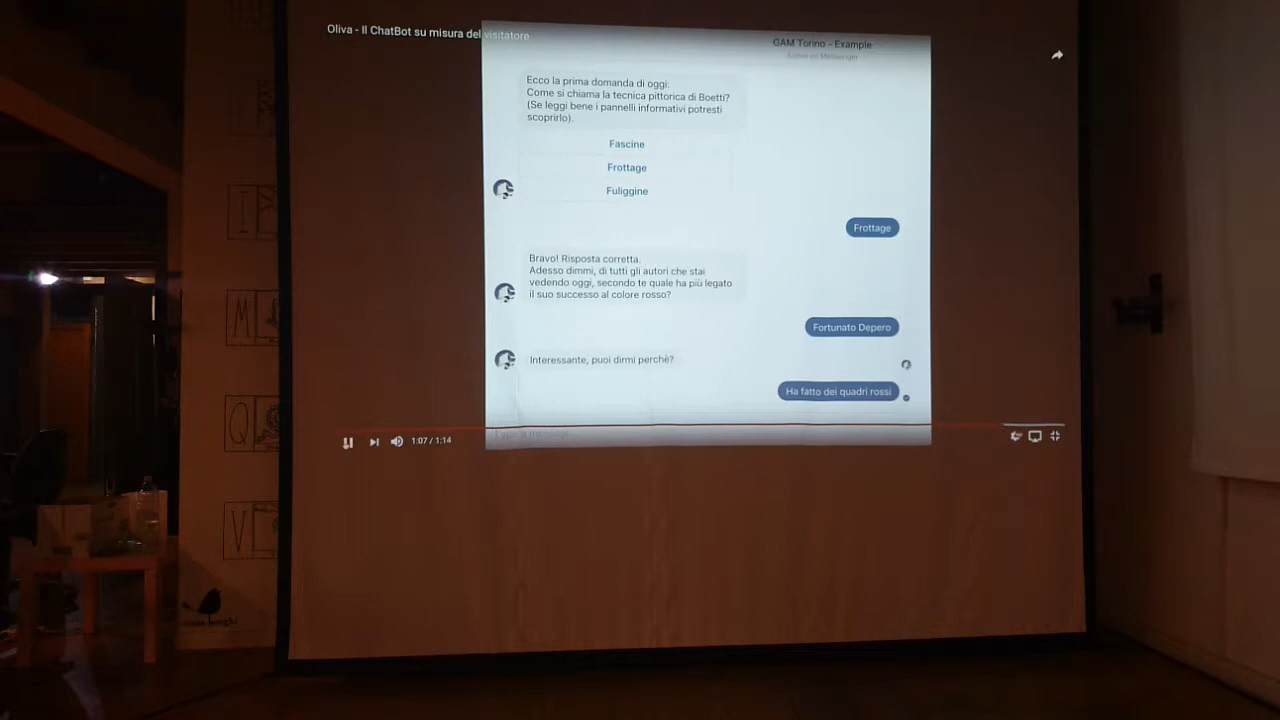 Oliva - Il ChatBot su misura del visitatore
GAM Torino - Example
Ecco la prima domanda di oggi:
Come si chiama la tecnica pittorica di Boetti?
(Se leggi bene i pannelli informativi potresti
scoprirlo).
Fascine
Frottage
Fuliggine
Frottage
Bravo! Risposta corretta.
Adesso dimmi, di tutti gli autori che stai
vedendo oggi, secondo te quale ha più legato
il suo successo al colore rosso?
Fortunato Depero
Interessante, puoi dirmi perchè?
Ha fatto dei quadri rossi
1:07 / 1:14
I
M
Q
V